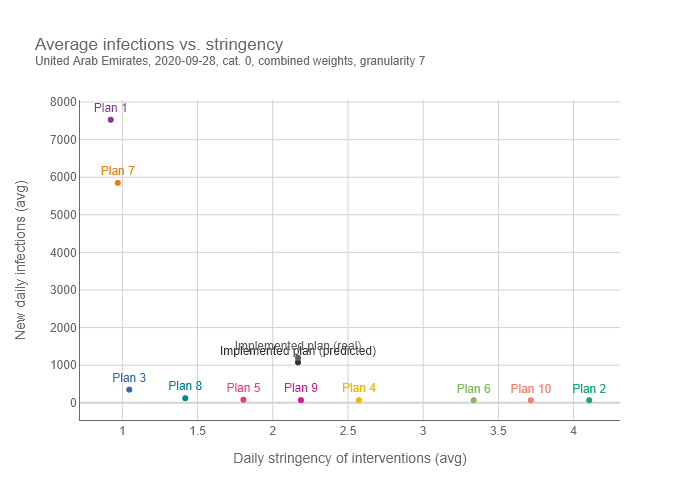 Average infections vs. stringency
United Arab Emirates, 2020-09-28, cat. 0, combined weights, granularity 7
New daily infections (avg)
8000
7000
6000
5000
4000
3000
2000
1000
0
Plan 1
Plan 7
Implemented plan (real)
Implemented plan (predicted)
Plan 3
Plan 8
Plan 5
Plan 9
Plan 4
Plan 6
Plan 10
Plan 2
1
1.5
2
2.5
3
3.5
4
Daily stringency of interventions (avg)